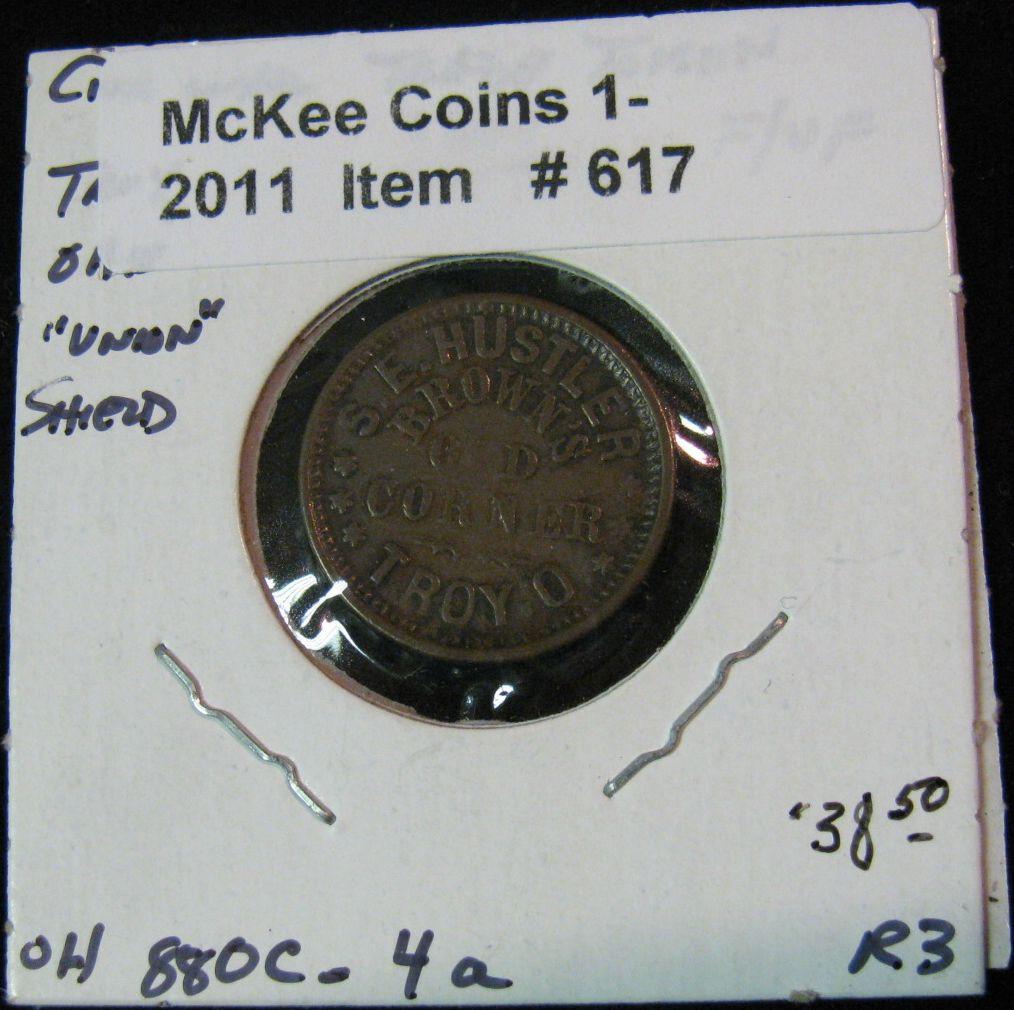 McKee Coins 1-
2011 Item # 617
"UNION"
SHIELD
S.E. HUSTLER
BROWN'S
CORNER
TROY O
"38 50
OH 880C- 4a
R3